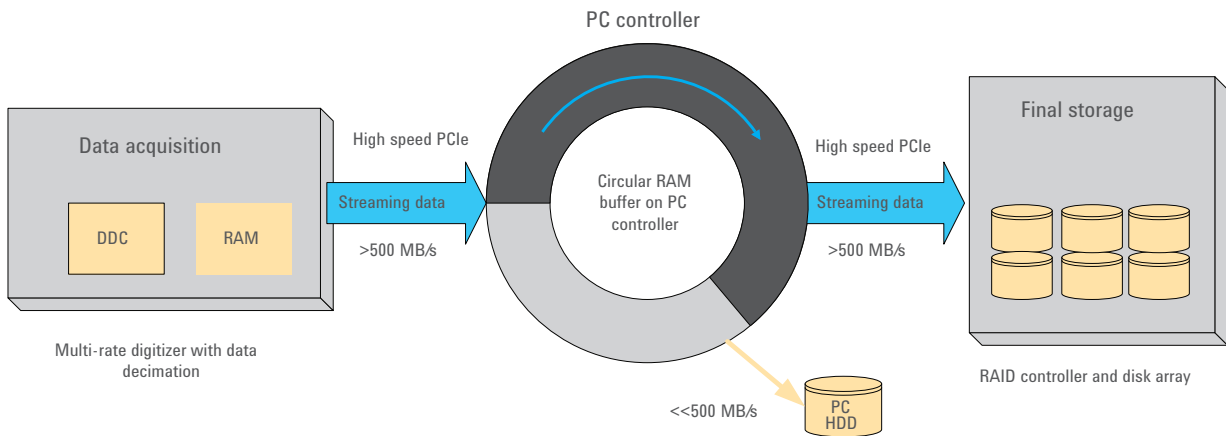 PC controller
Data acquisition
DDC
RAM
Multi-rate digitizer with data
decimation
High speed PCIe
Streaming data
>500 MB/s
Circular RAM
buffer on PC
controller
<<500 MB/s
PC
HDD
High speed PCIe
Streaming data
>500 MB/s
Final storage
RAID controller and disk array